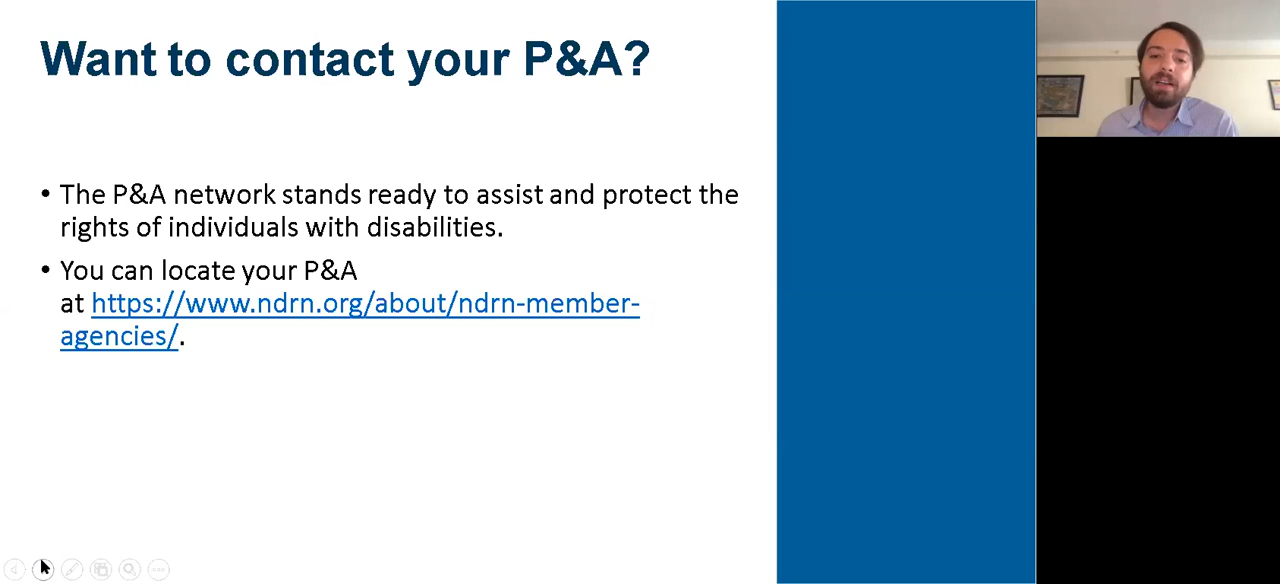 Want to contact your P&A?
• The P&A network stands ready to assist and protect the
rights of individuals with disabilities.
• You can locate your P&A
at https://www.ndrn.org/about/ndrn-member-
agencies/.